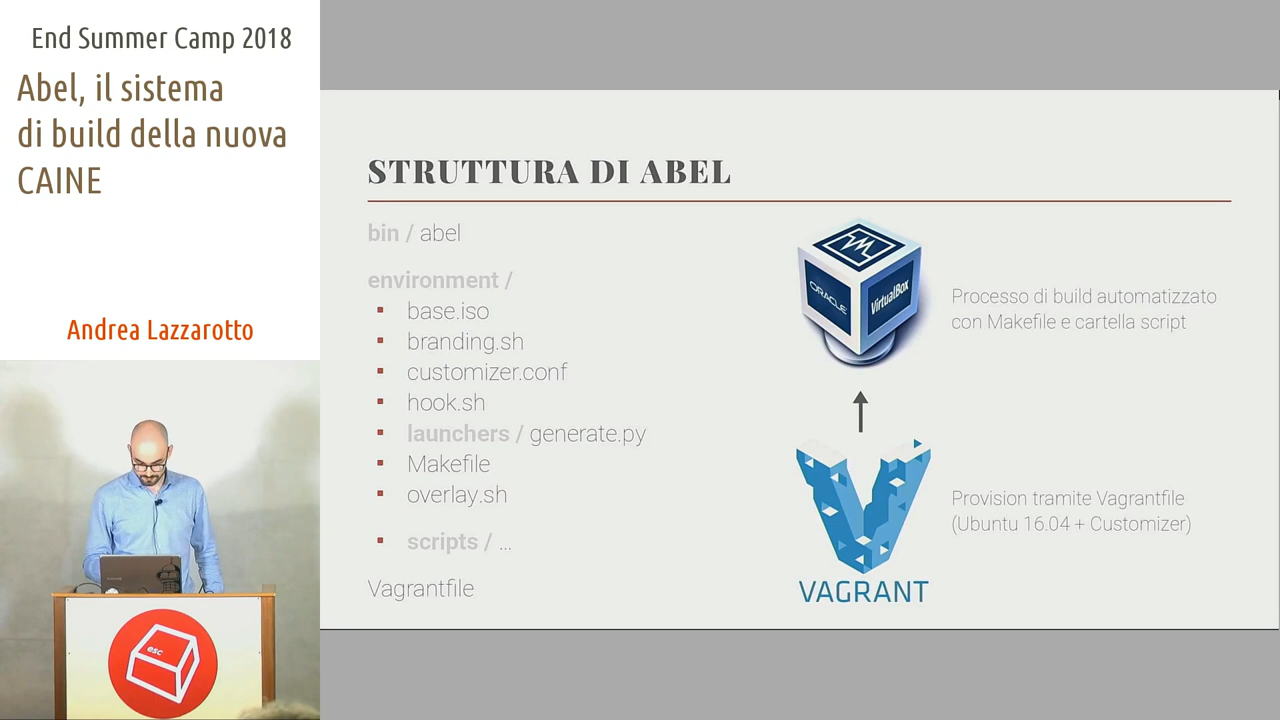 End Summer Camp 2018
Abel, il sistema
di build della nuova
CAINE
Andrea Lazzarotto
esc
STRUTTURA DI ABEL
bin / abel
environment /
▪ base.iso
▪ branding.sh
▪ customizer.conf
▪ hook.sh
▪ launchers / generate.py
▪ Makefile
▪ overlay.sh
▪ scripts / ...
Vagrantfile
ORACLE
VirtualBox
Processo di build automatizzato
con Makefile e cartella script
VAGRANT
Provision tramite Vagrantfile
(Ubuntu 16.04 + Customizer)